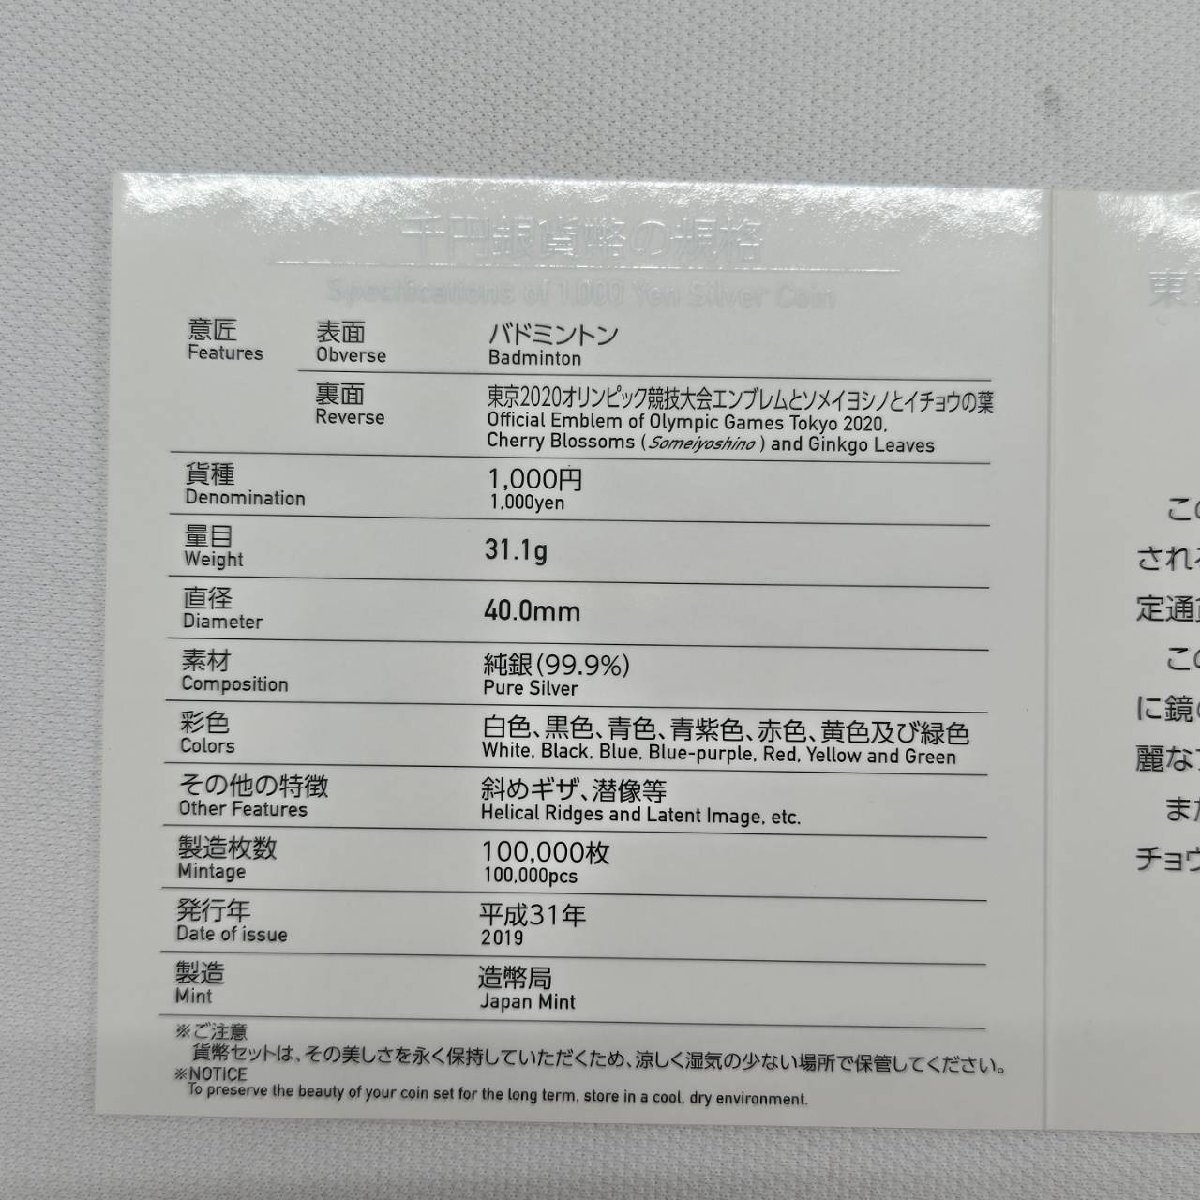 千円銀貨幣の規格
Specifications of 1,000 Yen Silver Coin
意匠 表面 バドミントン
Features Obverse Badminton
裏面 東京2020オリンピック競技大会エンブレムとソメイヨシノとイチョウの葉
Reverse Official Emblem of Olympic Games Tokyo 2020,
Cherry Blossoms (Someiyoshino) and Ginkgo Leaves
貨種 1,000円
Denomination 1,000yen
量目
Weight 31.1g
直径
Diameter 40.0mm
素材 純銀(99.9%)
Composition Pure Silver
彩色 白色、黒色、青色、青紫色、赤色、黄色及び緑色
Colors White, Black, Blue, Blue-purple, Red, Yellow and Green
その他の特徴 斜めギザ、潜像等
Other Features Helical Ridges and Latent Image, etc.
製造枚数 100,000枚
Mintage 100,000pcs
発行年 平成31年
Date of issue 2019
製造 造幣局
Mint Japan Mint
※ご注意
貨幣セットは、その美しさを永く保持していただくため、涼しく湿気の少ない場所で保管してください。
※NOTICE
To preserve the beauty of your coin set for the long term, store in a cool, dry environment.
東
この
される
定通
この
に鏡の
麗な
また
チョウ